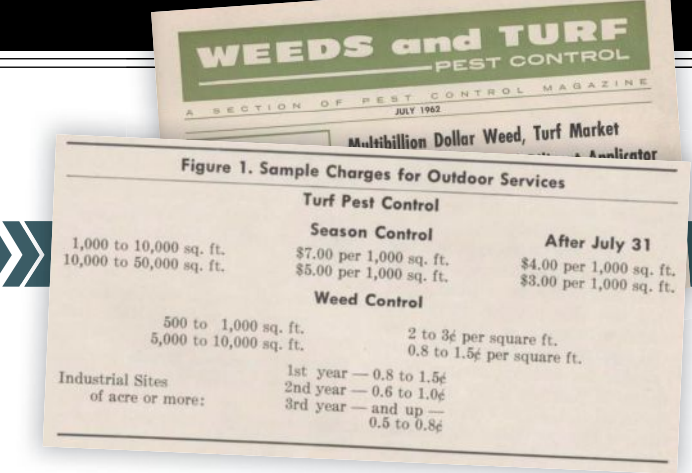 WEEDS and TURF
PEST CONTROL
A SECTION OF PEST CONTROL MAGAZINE
JULY 1962
Multibillion Dollar Weed, Turf Market
Applicator
Figure 1. Sample Charges for Outdoor Services
Turf Pest Control
Season Control After July 31
1,000 to 10,000 sq. ft. $7.00 per 1,000 sq. ft. $4.00 per 1,000 sq. ft.
10,000 to 50,000 sq. ft. $5.00 per 1,000 sq. ft. $3.00 per 1,000 sq. ft.
Weed Control
500 to 1,000 sq. ft. 2 to 3¢ per square ft.
5,000 to 10,000 sq. ft. 0.8 to 1.5¢ per square ft.
Industrial Sites 1st year — 0.8 to 1.5¢
of acre or more: 2nd year — 0.6 to 1.0¢
3rd year — and up —
0.5 to 0.8¢